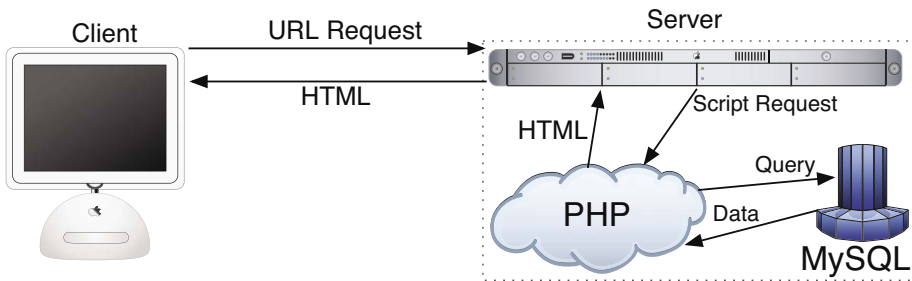 Client
URL Request
Server
HTML
Script Request
HTML
Query
PHP
Data
MySQL